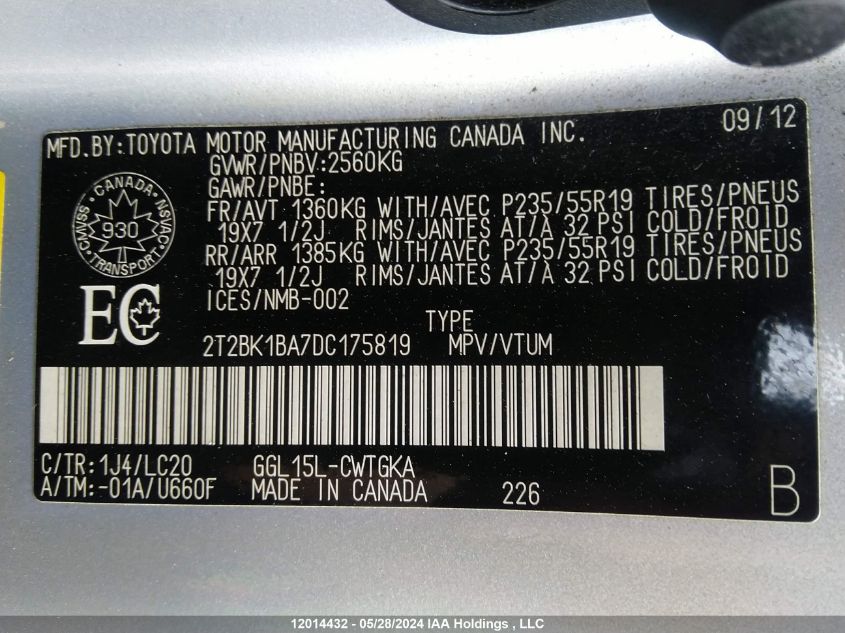 09/12
MFD.BY:TOYOTA MOTOR MANUFACTURING CANADA INC.
GVWR/PNBV:2560KG
GAWR/PNBE:
FR/AVT 1360KG WITH/AVEC P235/55R19 TIRES/PNEUS
19X7 1/2J RIMS/JANTES AT/A 32 PSI COLD/FROID
RR/ARR 1385KG WITH/AVEC P235/55R19 TIRES/PNEUS
19X7 1/2J RIMS/JANTES AT/A 32 PSI COLD/FROID
ICES/NMB-002
CANADA
CMVSS
NSVAC
930
TRANSPORT
EC
TYPE
2T2BK1BA7DC175819 MPV/VTUM
C/TR:1J4/LC20 GGL15L-CWTGKA
A/TM:-01A/U660F MADE IN CANADA 226
B
12014432 - 05/28/2024 IAA Holdings , LLC